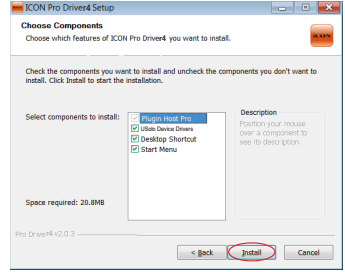 ICON Pro Driver4 Setup
Choose Components
Choose which features of ICON Pro Driver4 you want to install.
ICON
Check the components you want to install and uncheck the components you don't want to
install. Click Install to start the installation.
Select components to install:
Plugin Host Pro
USolo Device Drivers
Desktop Shortcut
Start Menu
Description
Position your mouse
over a component to
see its description.
Space required: 20.8MB
Pro Driver4 v2.0.3
< Back
Install
Cancel